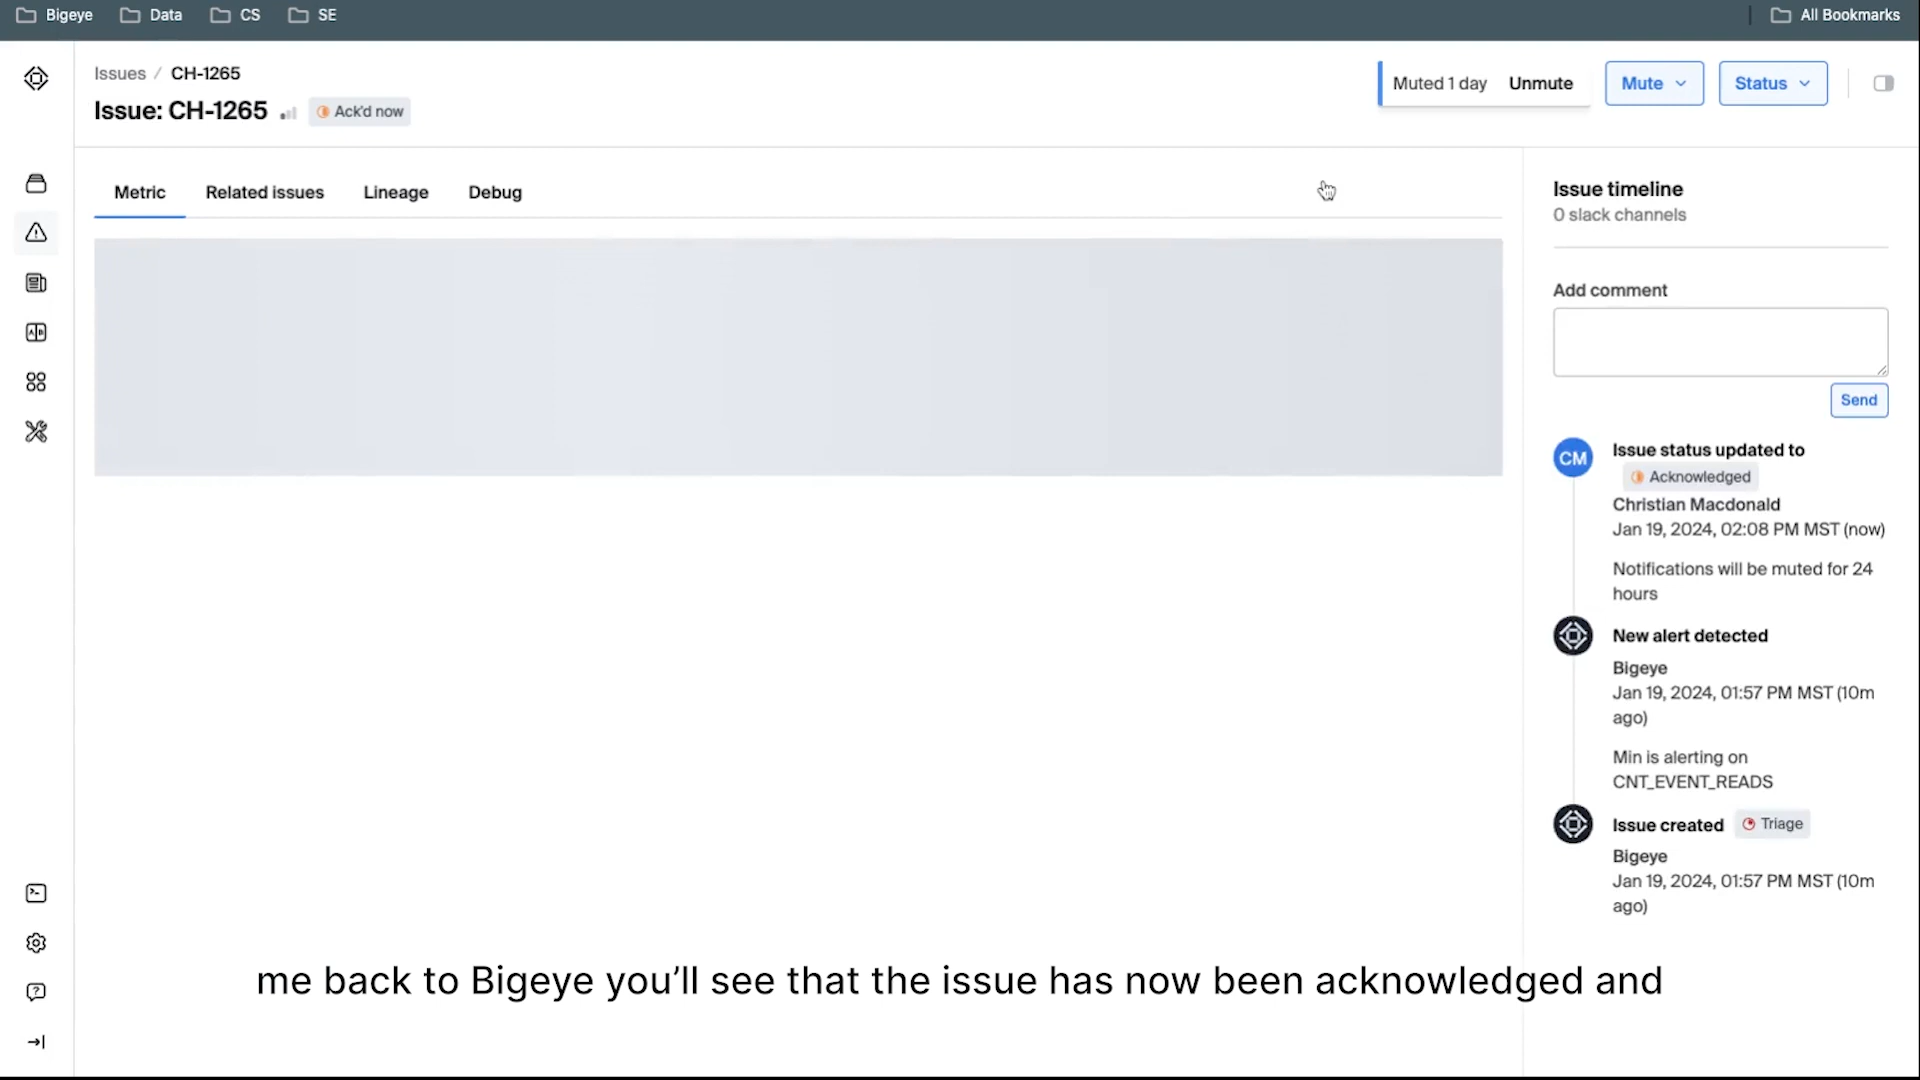 Bigeye Data CS SE All Bookmarks
Issues / CH-1265
Issue: CH-1265 Ack'd now
Muted 1 day Unmute Mute Status
Metric Related issues Lineage Debug
Issue timeline
0 slack channels
Add comment
Send
CM Issue status updated to
Acknowledged
Christian Macdonald
Jan 19, 2024, 02:08 PM MST (now)
Notifications will be muted for 24
hours
New alert detected
Bigeye
Jan 19, 2024, 01:57 PM MST (10m
ago)
Min is alerting on
CNT_EVENT_READS
Issue created Triage
Bigeye
Jan 19, 2024, 01:57 PM MST (10m
ago)
me back to Bigeye you’ll see that the issue has now been acknowledged and